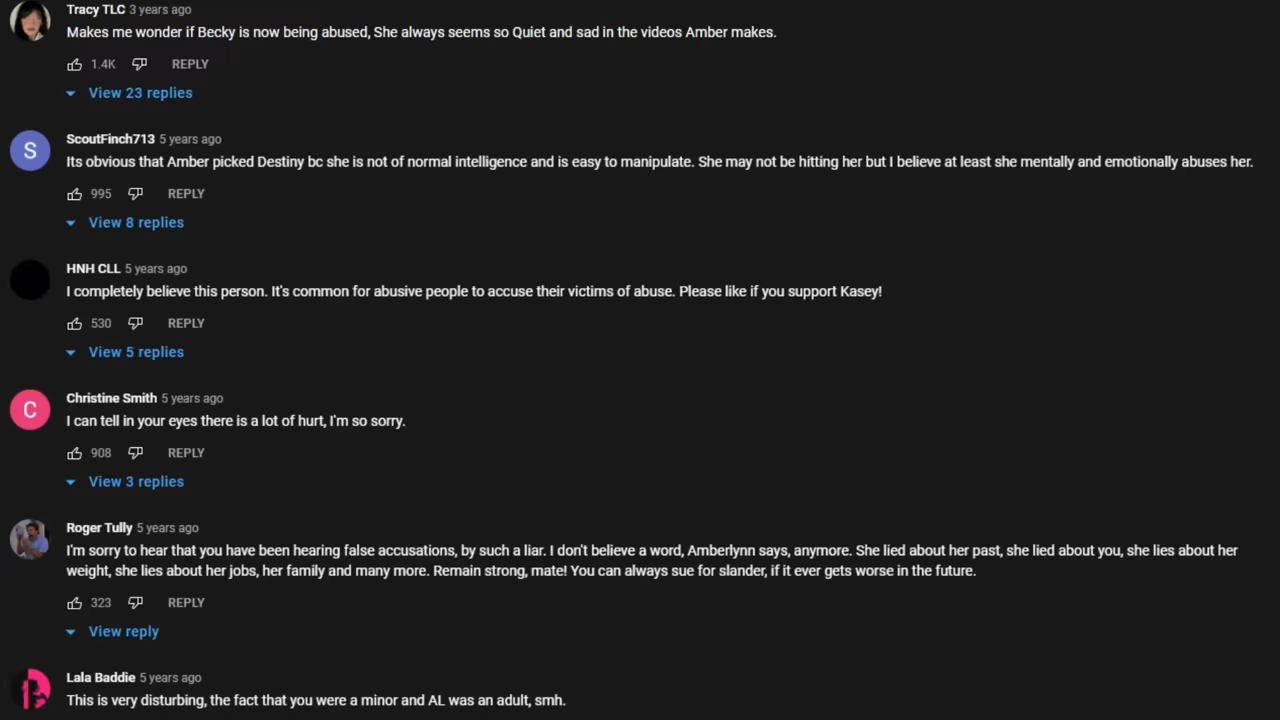 Tracy TLC 3 years ago
Makes me wonder if Becky is now being abused, She always seems so Quiet and sad in the videos Amber makes.
1.4K REPLY
View 23 replies
S
ScoutFinch713 5 years ago
Its obvious that Amber picked Destiny bc she is not of normal intelligence and is easy to manipulate. She may not be hitting her but I believe at least she mentally and emotionally abuses her.
995 REPLY
View 8 replies
HNH CLL 5 years ago
I completely believe this person. It's common for abusive people to accuse their victims of abuse. Please like if you support Kasey!
530 REPLY
View 5 replies
C
Christine Smith 5 years ago
I can tell in your eyes there is a lot of hurt, I'm so sorry.
908 REPLY
View 3 replies
Roger Tully 5 years ago
I'm sorry to hear that you have been hearing false accusations, by such a liar. I don't believe a word, Amberlynn says, anymore. She lied about her past, she lied about you, she lies about her
weight, she lies about her jobs, her family and many more. Remain strong, mate! You can always sue for slander, if it ever gets worse in the future.
323 REPLY
View reply
Lala Baddie 5 years ago
This is very disturbing, the fact that you were a minor and AL was an adult, smh.